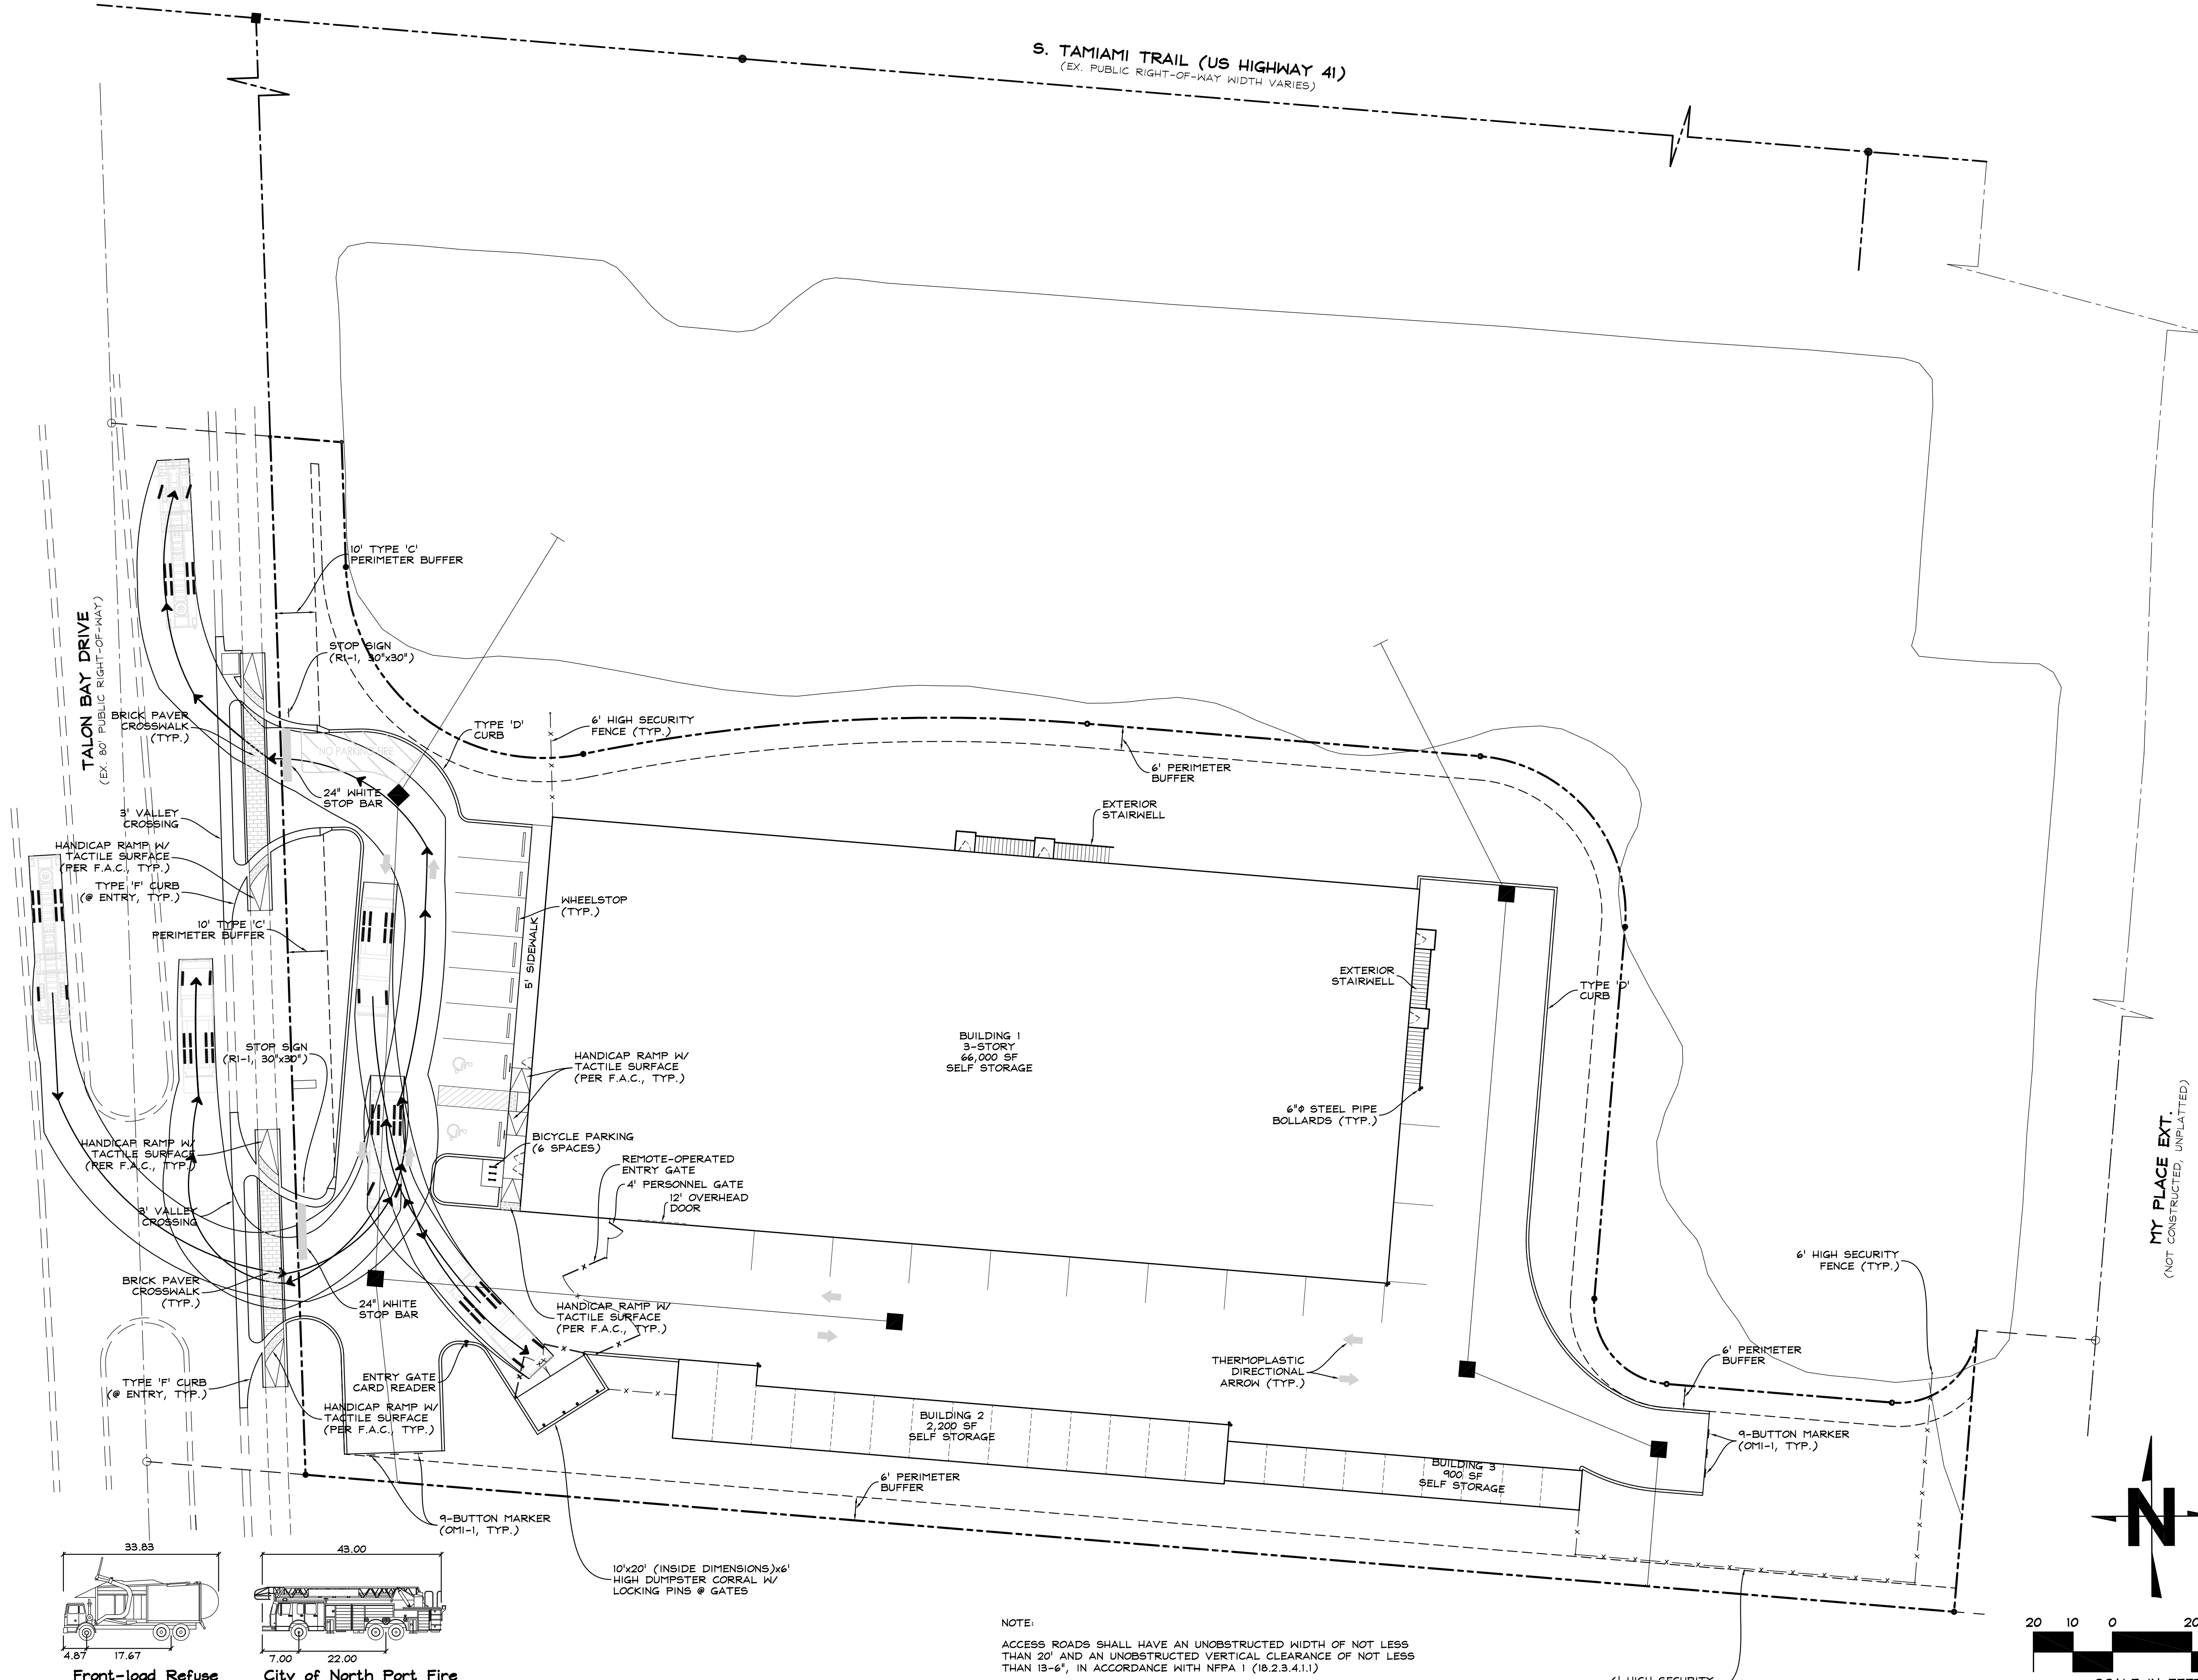 S. TAMIAMI TRAIL (US HIGHWAY 41)
(EX. PUBLIC RIGHT-OF-WAY WIDTH VARIES)
10' TYPE 'C'
PERIMETER BUFFER
TALON BAY DRIVE
(EX. 80' PUBLIC RIGHT-OF-WAY)
STOP SIGN
(R1-1, 30"x30")
BRICK PAVER
CROSSWALK
(TYP.)
NO PARKING-FIRE
TYPE 'D'
CURB
6' HIGH SECURITY
FENCE (TYP.)
6' PERIMETER
BUFFER
24" WHITE
STOP BAR
EXTERIOR
STAIRWELL
3' VALLEY
CROSSING
HANDICAP RAMP W/
TACTILE SURFACE
(PER F.A.C., TYP.)
TYPE 'F' CURB
(@ ENTRY, TYP.)
10' TYPE 'C'
PERIMETER BUFFER
WHEELSTOP
(TYP.)
5' SIDEWALK
EXTERIOR
STAIRWELL
TYPE 'D'
CURB
BUILDING 1
3-STORY
66,000 SF
SELF STORAGE
STOP SIGN
(R1-1, 30"x30")
HANDICAP RAMP W/
TACTILE SURFACE
(PER F.A.C., TYP.)
6"Φ STEEL PIPE
BOLLARDS (TYP.)
MY PLACE EXT.
(NOT CONSTRUCTED, UNPLATTED)
HANDICAP RAMP W/
TACTILE SURFACE
(PER F.A.C., TYP.)
BICYCLE PARKING
(6 SPACES)
REMOTE-OPERATED
ENTRY GATE
4' PERSONNEL GATE
12' OVERHEAD
DOOR
3' VALLEY
CROSSING
6' HIGH SECURITY
FENCE (TYP.)
BRICK PAVER
CROSSWALK
(TYP.)
24" WHITE
STOP BAR
HANDICAP RAMP W/
TACTILE SURFACE
(PER F.A.C., TYP.)
THERMOPLASTIC
DIRECTIONAL
ARROW (TYP.)
6' PERIMETER
BUFFER
TYPE 'F' CURB
(@ ENTRY, TYP.)
ENTRY GATE
CARD READER
HANDICAP RAMP W/
TACTILE SURFACE
(PER F.A.C., TYP.)
BUILDING 2
2,200 SF
SELF STORAGE
BUILDING 3
900 SF
SELF STORAGE
9-BUTTON MARKER
(OM1-1, TYP.)
6' PERIMETER
BUFFER
9-BUTTON MARKER
(OM1-1, TYP.)
10'x20' (INSIDE DIMENSIONS)x6'
HIGH DUMPSTER CORRAL W/
LOCKING PINS @ GATES
N
33.83
4.87 17.67
Front-load Refuse
43.00
7.00 22.00
City of North Port Fire
NOTE:
ACCESS ROADS SHALL HAVE AN UNOBSTRUCTED WIDTH OF NOT LESS
THAN 20' AND AN UNOBSTRUCTED VERTICAL CLEARANCE OF NOT LESS
THAN 13-6", IN ACCORDANCE WITH NFPA 1 (18.2.3.4.1.1)
6' HIGH SECURITY
20 10 0 20
SCALE IN FEET